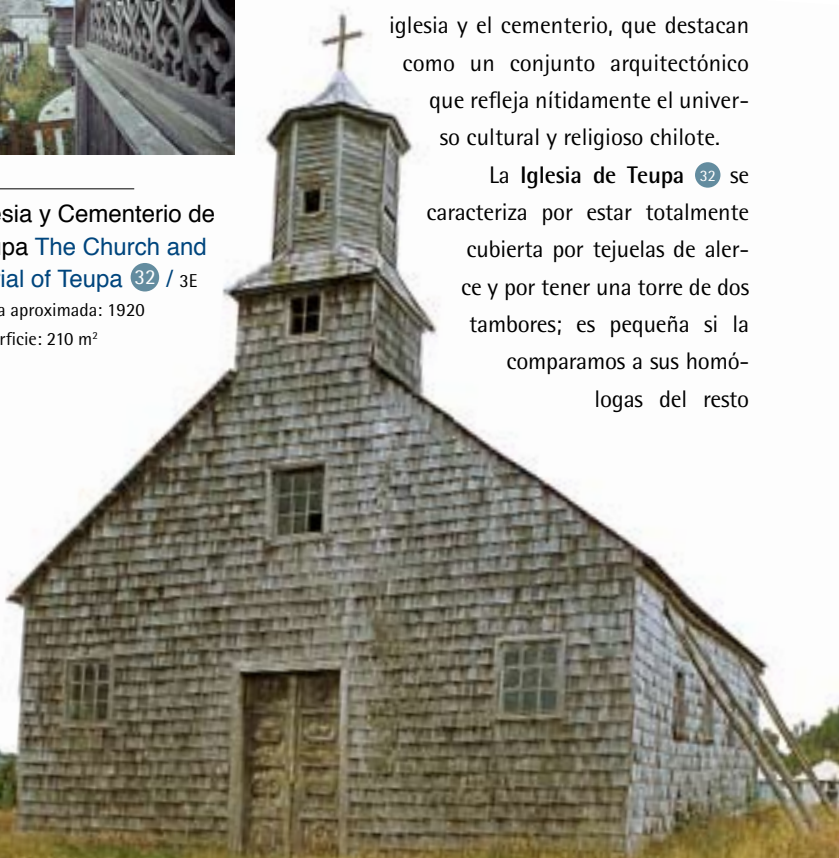 iglesia y el cementerio, que destacan
como un conjunto arquitectónico
que refleja nítidamente el univer-
so cultural y religioso chilote.
La Iglesia de Teupa 32 se
caracteriza por estar totalmente
cubierta por tejuelas de aler-
ce y por tener una torre de dos
tambores; es pequeña si la
comparamos a sus homó-
logas del resto
esia y Cementerio de
pa The Church and
ial of Teupa 32 / 3E
a aproximada: 1920
rficie: 210 m²